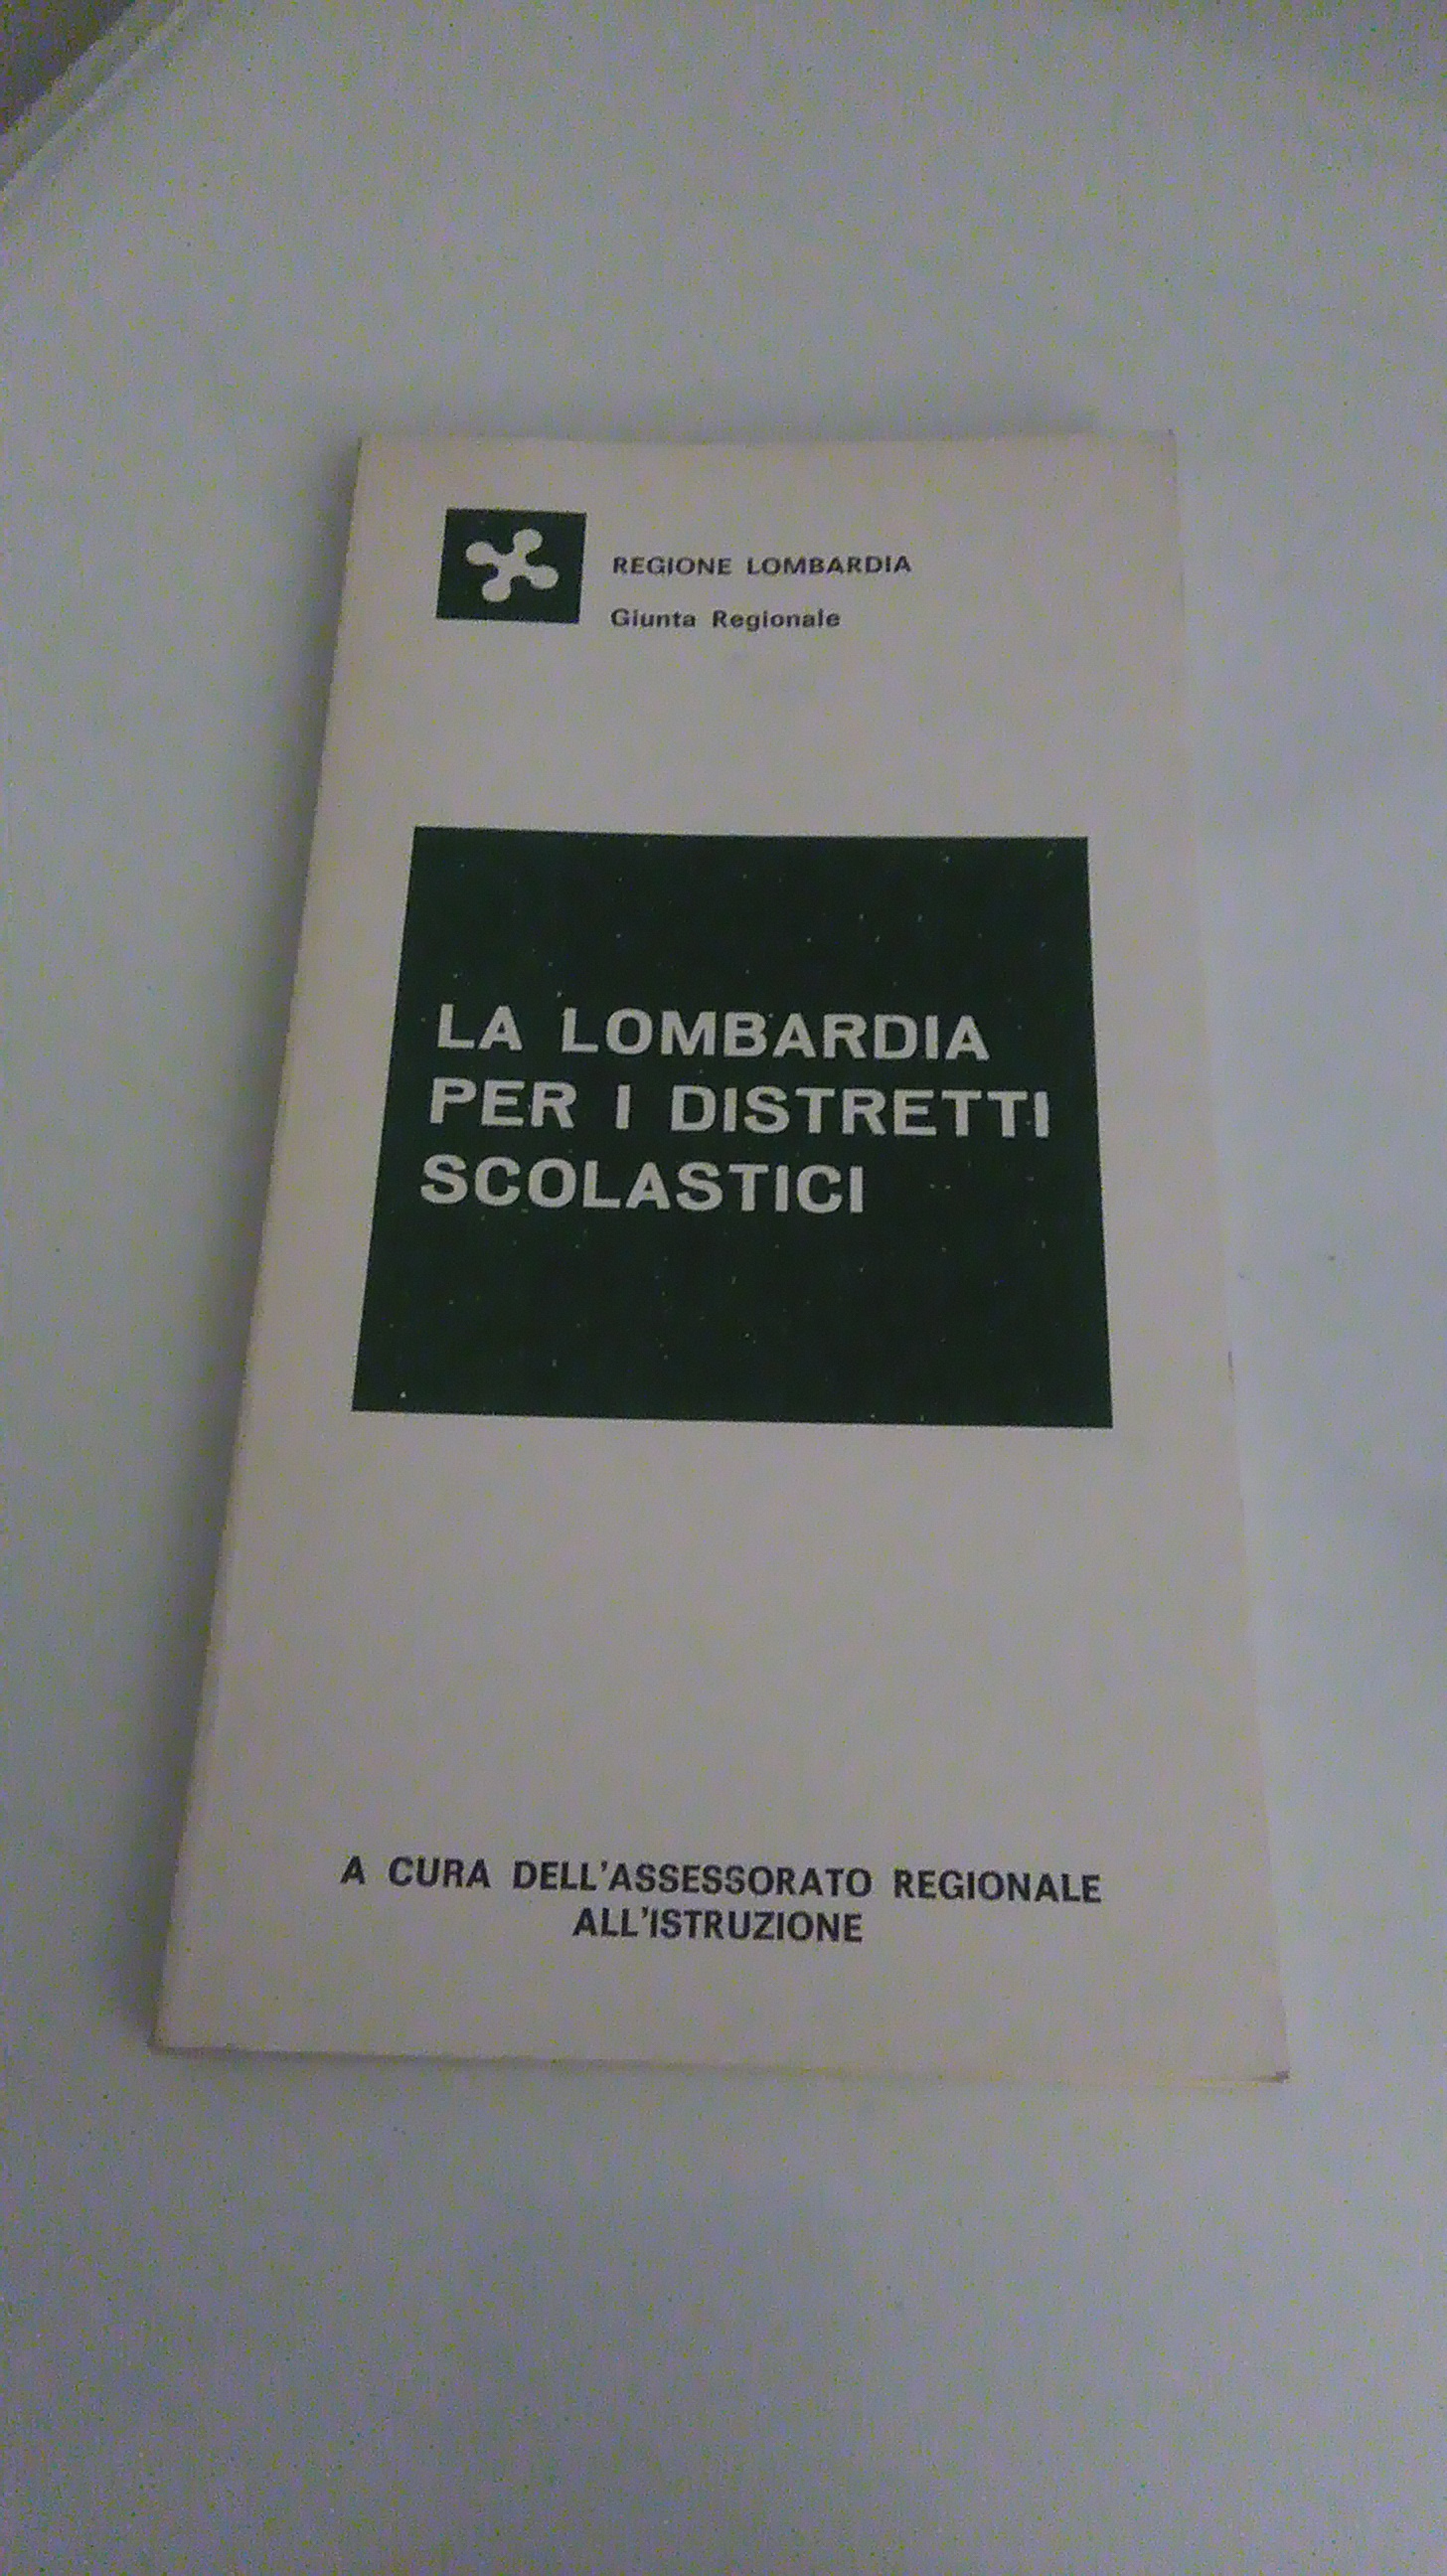 REGIONE LOMBARDIA
Giunta Regionale
LA LOMBARDIA
PER I DISTRETTI
SCOLASTICI
A CURA DELL'ASSESSORATO REGIONALE
ALL'ISTRUZIONE